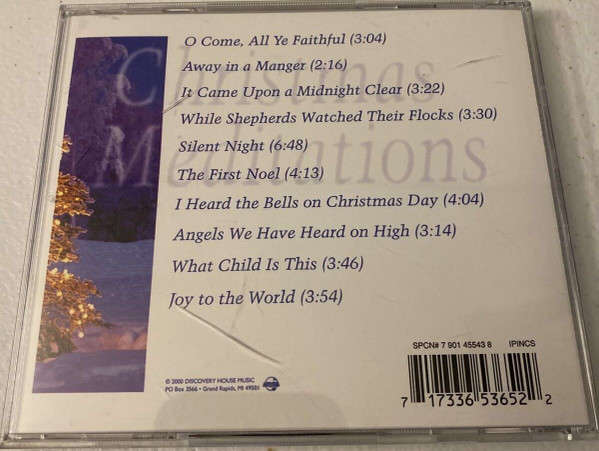 Christmas
Meditations
O Come, All Ye Faithful (3:04)
Away in a Manger (2:16)
It Came Upon a Midnight Clear (3:22)
While Shepherds Watched Their Flocks (3:30)
Silent Night (6:48)
The First Noel (4:13)
I Heard the Bells on Christmas Day (4:04)
Angels We Have Heard on High (3:14)
What Child Is This (3:46)
Joy to the World (3:54)
SPCN# 7 901 45543 8 IPINCS
© 2000 DISCOVERY HOUSE MUSIC
PO Box 3566 • Grand Rapids, MI 49501
7 17336 53652 2